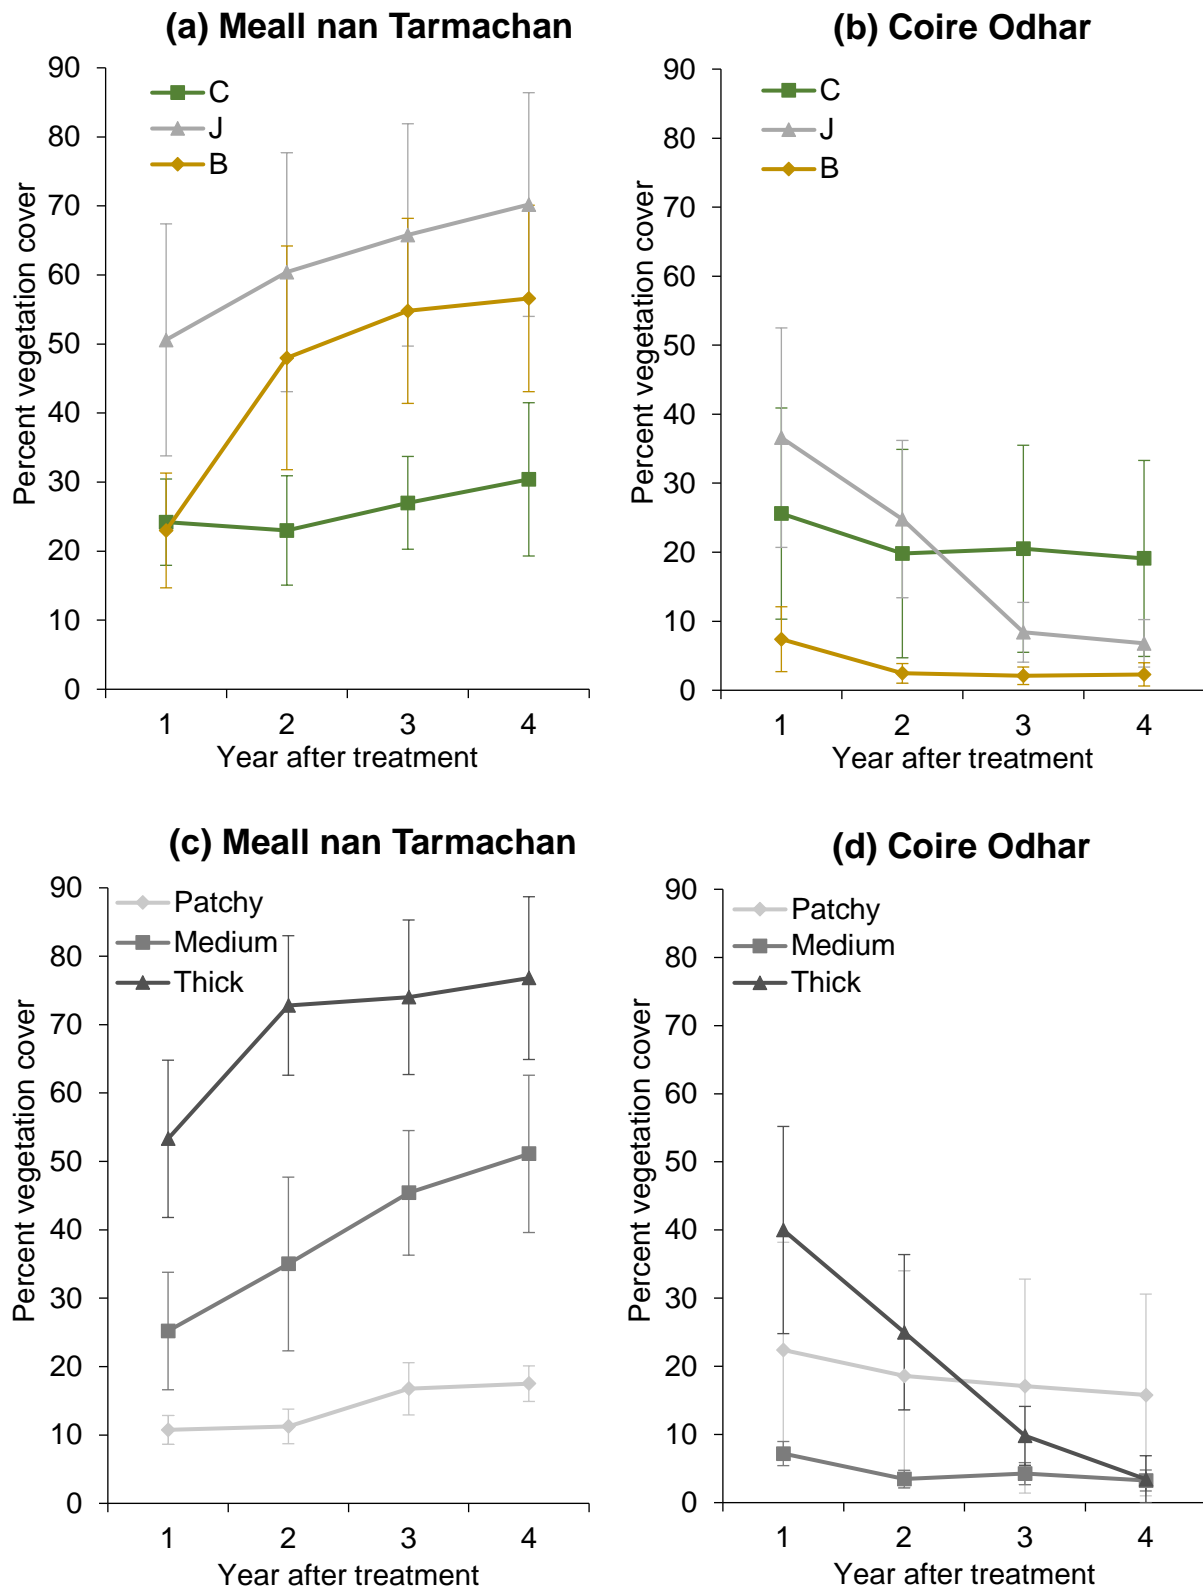 (a) Meall nan Tarmachan
90
80
70
60
50
40
30
20
10
0
Percent vegetation cover
C
J
B
1 2 3 4
Year after treatment
(b) Coire Odhar
90
80
70
60
50
40
30
20
10
0
Percent vegetation cover
C
J
B
1 2 3 4
Year after treatment
(c) Meall nan Tarmachan
90
80
70
60
50
40
30
20
10
0
Percent vegetation cover
Patchy
Medium
Thick
1 2 3 4
Year after treatment
(d) Coire Odhar
90
80
70
60
50
40
30
20
10
0
Percent vegetation cover
Patchy
Medium
Thick
1 2 3 4
Year after treatment